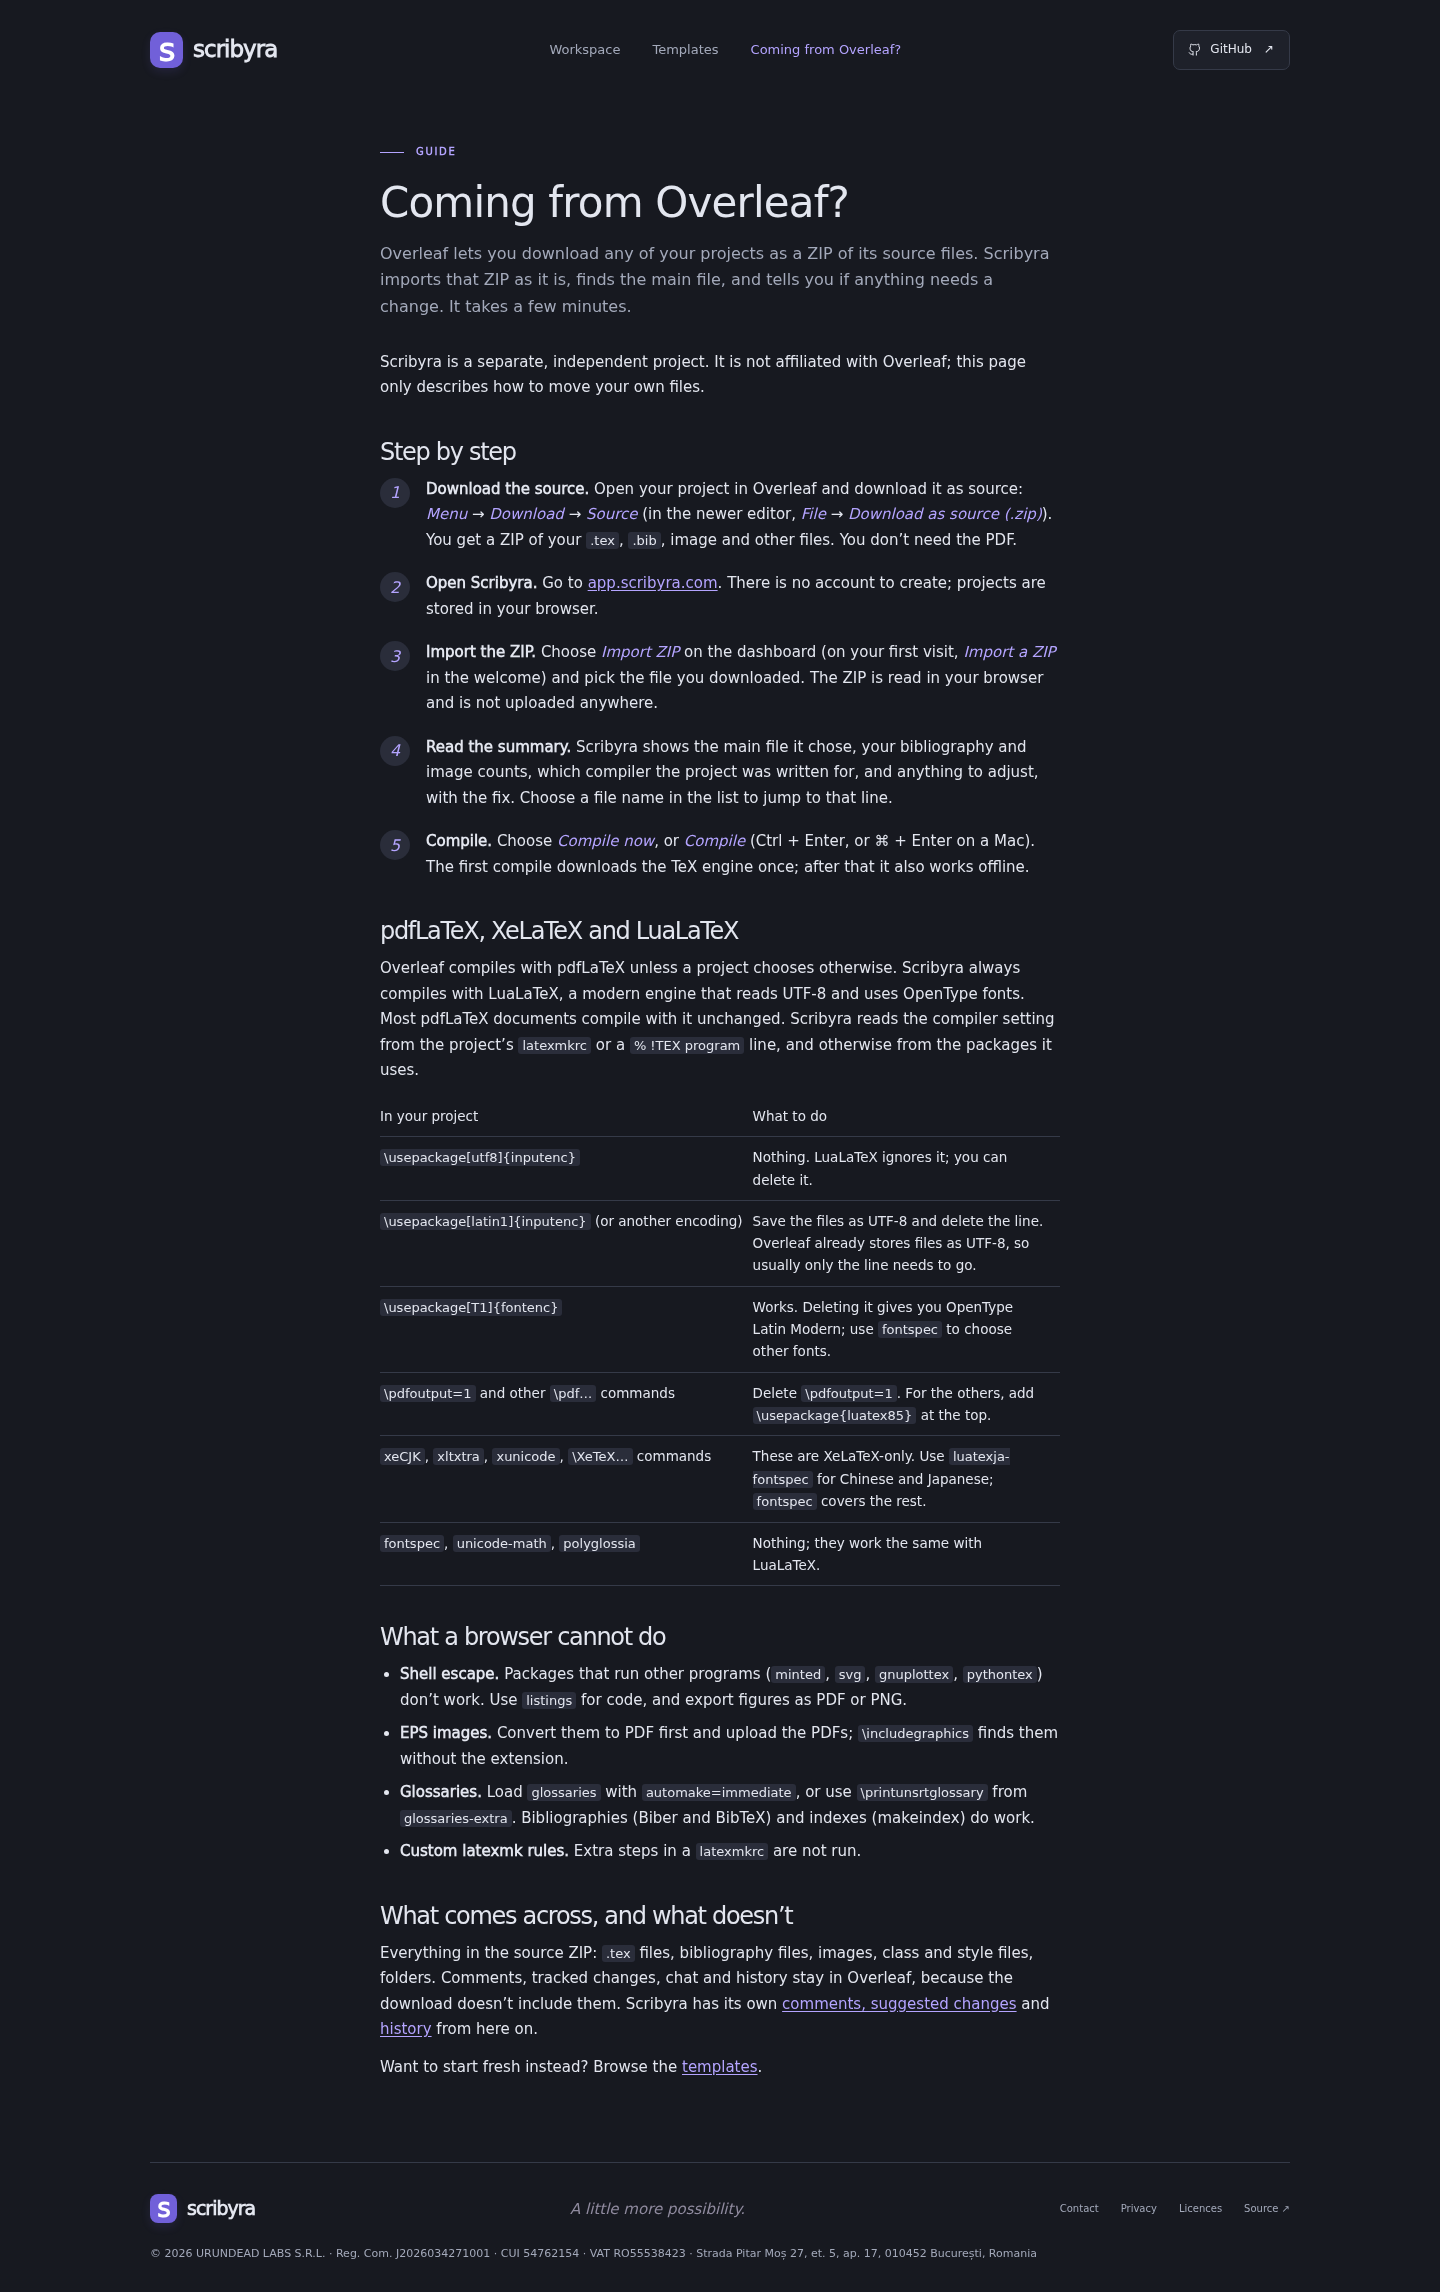 S scribyra
Workspace Templates Coming from Overleaf?
GitHub ↗
GUIDE
Coming from Overleaf?
Overleaf lets you download any of your projects as a ZIP of its source files. Scribyra
imports that ZIP as it is, finds the main file, and tells you if anything needs a
change. It takes a few minutes.
Scribyra is a separate, independent project. It is not affiliated with Overleaf; this page
only describes how to move your own files.
Step by step
1 Download the source. Open your project in Overleaf and download it as source:
Menu → Download → Source (in the newer editor, File → Download as source (.zip)).
You get a ZIP of your .tex, .bib, image and other files. You don’t need the PDF.
2 Open Scribyra. Go to app.scribyra.com. There is no account to create; projects are
stored in your browser.
3 Import the ZIP. Choose Import ZIP on the dashboard (on your first visit, Import a ZIP
in the welcome) and pick the file you downloaded. The ZIP is read in your browser
and is not uploaded anywhere.
4 Read the summary. Scribyra shows the main file it chose, your bibliography and
image counts, which compiler the project was written for, and anything to adjust,
with the fix. Choose a file name in the list to jump to that line.
5 Compile. Choose Compile now, or Compile (Ctrl + Enter, or ⌘ + Enter on a Mac).
The first compile downloads the TeX engine once; after that it also works offline.
pdfLaTeX, XeLaTeX and LuaLaTeX
Overleaf compiles with pdfLaTeX unless a project chooses otherwise. Scribyra always
compiles with LuaLaTeX, a modern engine that reads UTF-8 and uses OpenType fonts.
Most pdfLaTeX documents compile with it unchanged. Scribyra reads the compiler setting
from the project’s latexmkrc or a % !TEX program line, and otherwise from the packages it
uses.
In your project What to do
\usepackage[utf8]{inputenc} Nothing. LuaLaTeX ignores it; you can
delete it.
\usepackage[latin1]{inputenc} (or another encoding) Save the files as UTF-8 and delete the line.
Overleaf already stores files as UTF-8, so
usually only the line needs to go.
\usepackage[T1]{fontenc} Works. Deleting it gives you OpenType
Latin Modern; use fontspec to choose
other fonts.
\pdfoutput=1 and other \pdf… commands Delete \pdfoutput=1. For the others, add
\usepackage{luatex85} at the top.
xeCJK, xltxtra, xunicode, \XeTeX… commands These are XeLaTeX-only. Use luatexja-
fontspec for Chinese and Japanese;
fontspec covers the rest.
fontspec, unicode-math, polyglossia Nothing; they work the same with
LuaLaTeX.
What a browser cannot do
• Shell escape. Packages that run other programs (minted, svg, gnuplottex, pythontex)
don’t work. Use listings for code, and export figures as PDF or PNG.
• EPS images. Convert them to PDF first and upload the PDFs; \includegraphics finds them
without the extension.
• Glossaries. Load glossaries with automake=immediate, or use \printunsrtglossary from
glossaries-extra. Bibliographies (Biber and BibTeX) and indexes (makeindex) do work.
• Custom latexmk rules. Extra steps in a latexmkrc are not run.
What comes across, and what doesn’t
Everything in the source ZIP: .tex files, bibliography files, images, class and style files,
folders. Comments, tracked changes, chat and history stay in Overleaf, because the
download doesn’t include them. Scribyra has its own comments, suggested changes and
history from here on.
Want to start fresh instead? Browse the templates.
S scribyra
A little more possibility.
Contact Privacy Licences Source ↗
© 2026 URUNDEAD LABS S.R.L. · Reg. Com. J2026034271001 · CUI 54762154 · VAT RO55538423 · Strada Pitar Moș 27, et. 5, ap. 17, 010452 București, Romania